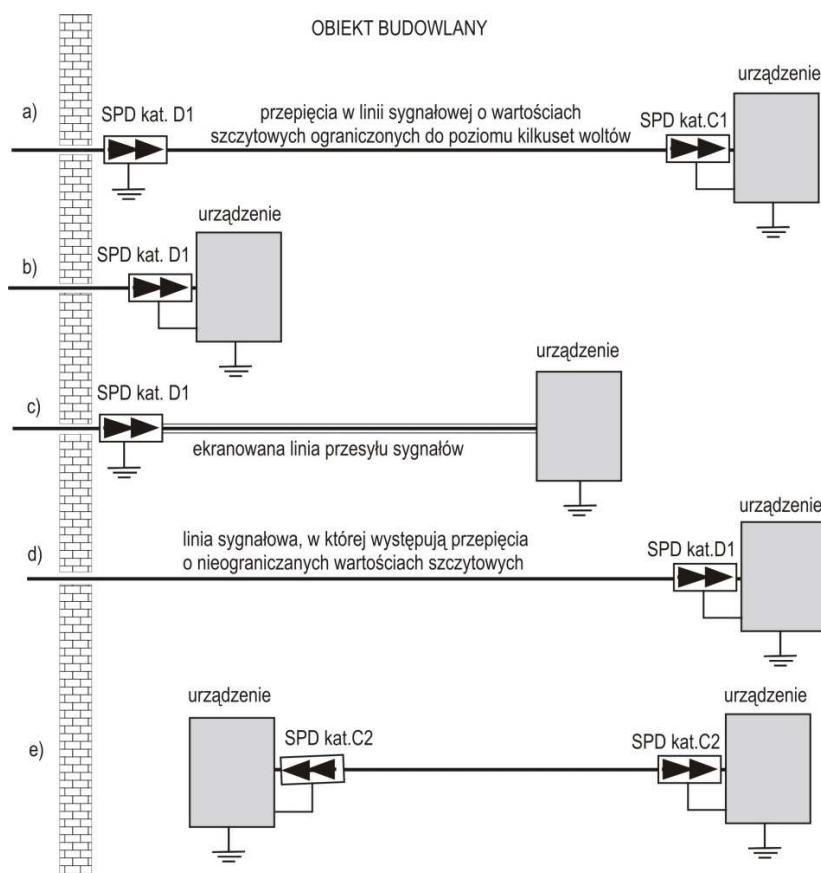 OBIEKT BUDOWLANY
urządzenie
a)
SPD kat. D1
przepięcia w linii sygnałowej o wartościach
szczytowych ograniczonych do poziomu kilkuset woltów
SPD kat.C1
urządzenie
b)
SPD kat. D1
urządzenie
c)
SPD kat. D1
ekranowana linia przesyłu sygnałów
urządzenie
d)
linia sygnałowa, w której występują przepięcia
o nieograniczanych wartościach szczytowych
SPD kat.D1
urządzenie
urządzenie
e)
SPD kat.C2
SPD kat.C2